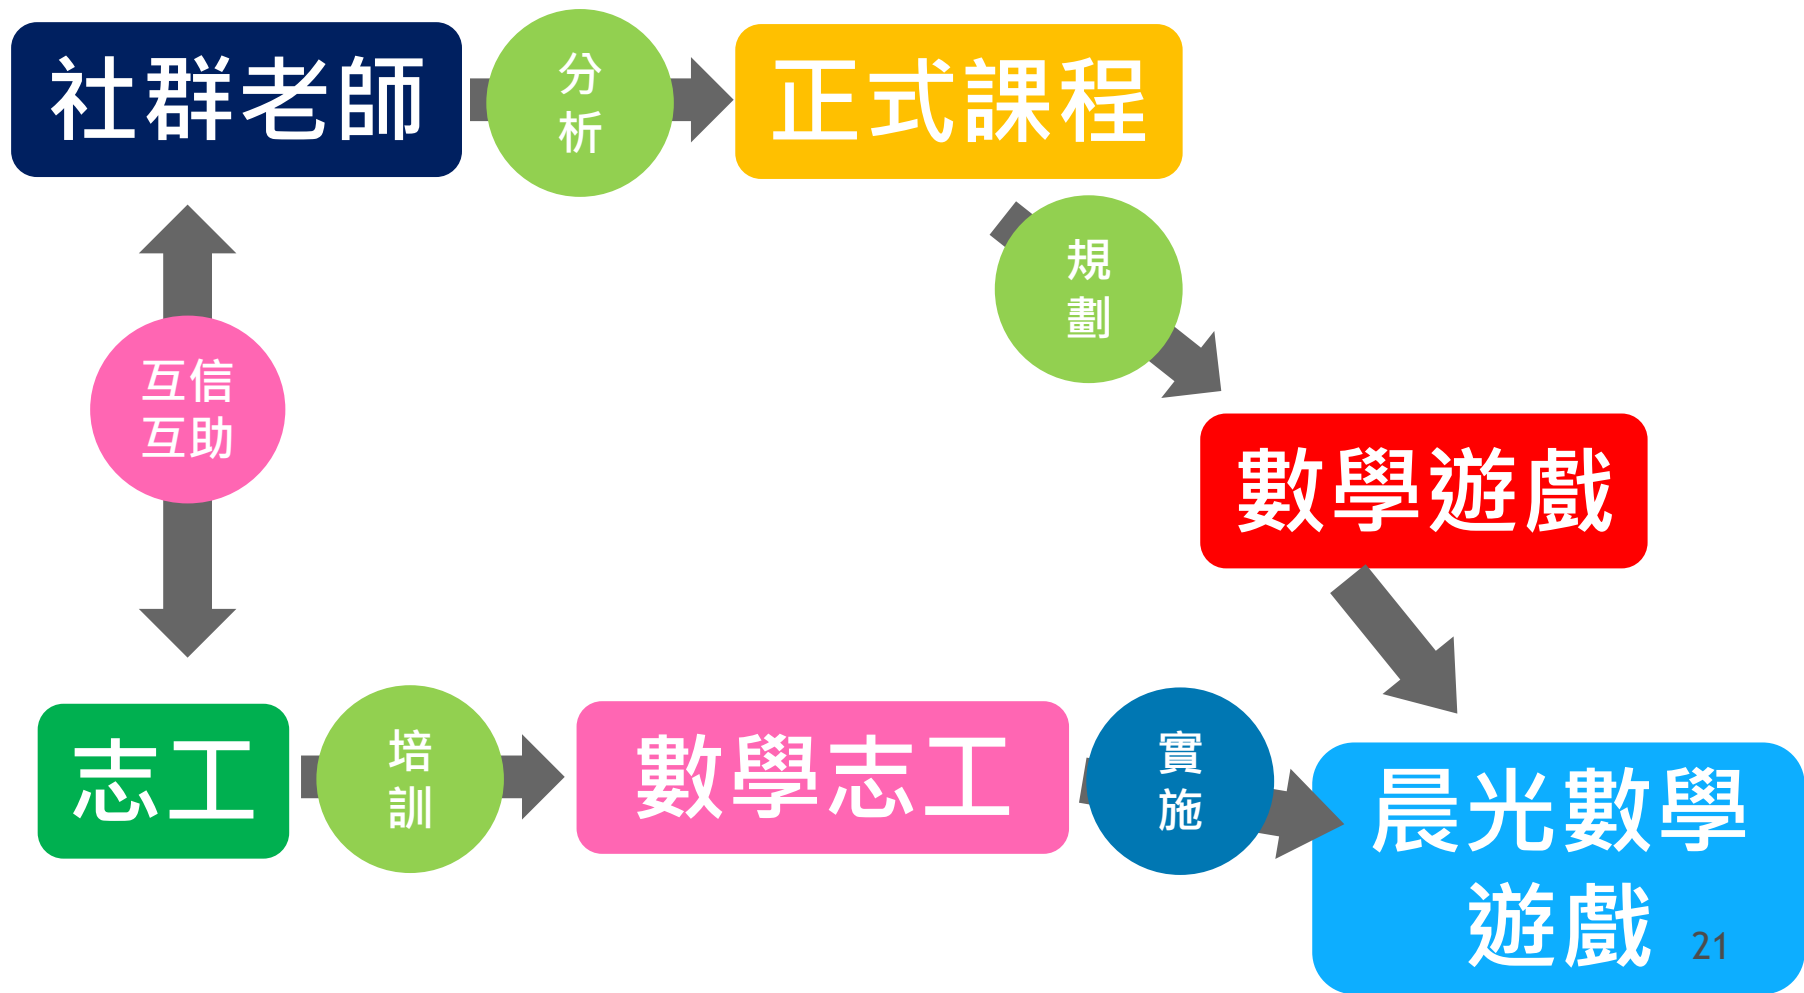 社群老師
分
析
正式課程
規
劃
互信
互助
數學遊戲
志工
培
訓
數學志工
實
施
晨光數學
遊戲
21